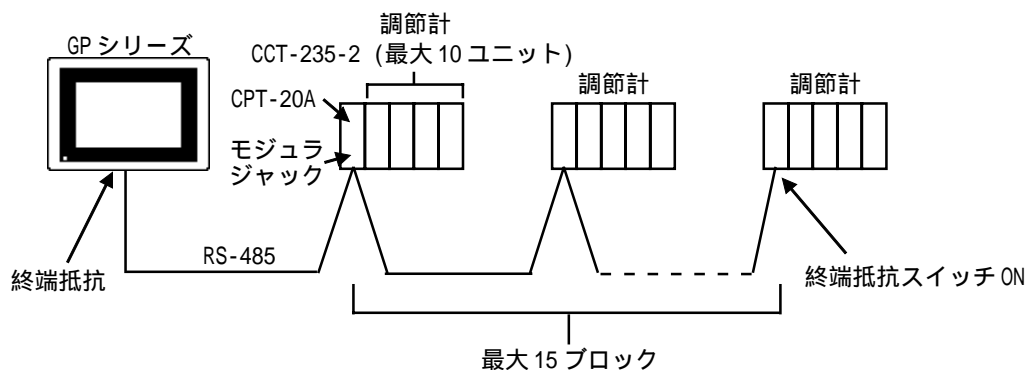 調節計
GPシリーズ
CCT-235-2 (最大10ユニット)
調節計
調節計
CPT-20A
モジュラ
ジャック
RS-485
終端抵抗
終端抵抗スイッチON
最大15ブロック